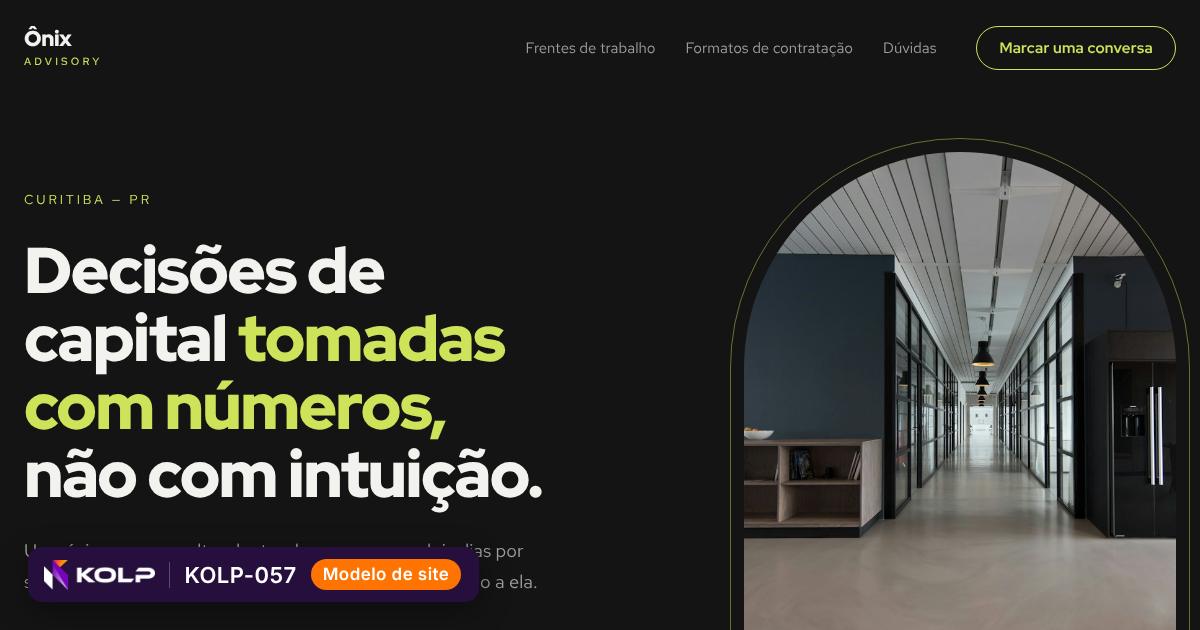 Ônix
ADVISORY
Frentes de trabalho
Formatos de contratação
Dúvidas
Marcar uma conversa
CURITIBA — PR
Decisões de
capital tomadas
com números,
não com intuição.
dias por
o a ela.
KOLP
KOLP-057
Modelo de site